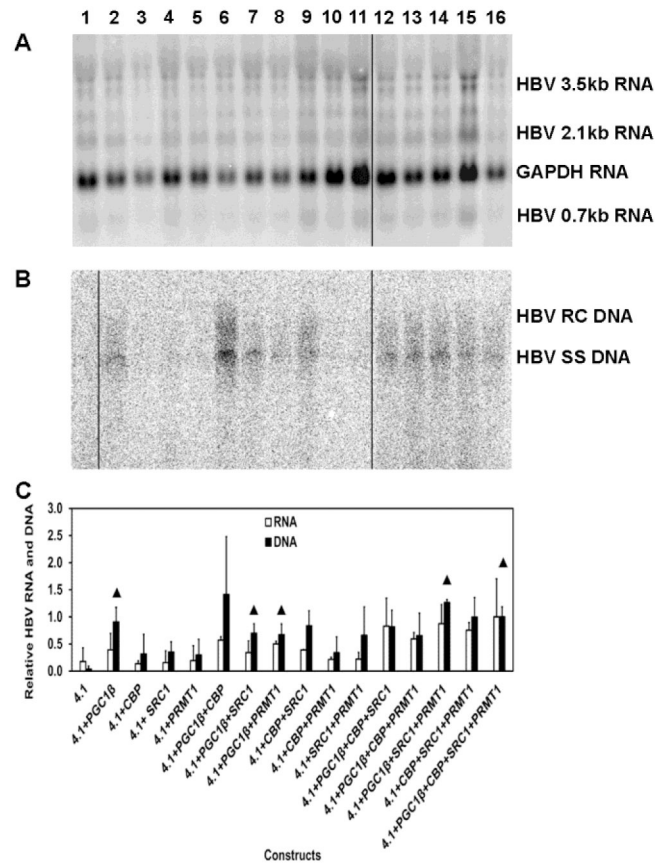 1 2 3 4 5 6 7 8 9 10 11 12 13 14 15 16
A
HBV 3.5kb RNA
HBV 2.1kb RNA
GAPDH RNA
HBV 0.7kb RNA
B
HBV RC DNA
HBV SS DNA
C
Relative HBV RNA and DNA
3.0
2.5
2.0
1.5
1.0
0.5
0.0
RNA
DNA
4.1
4.1+PGC1β
4.1+CBP
4.1+ SRC1
4.1+PRMT1
4.1+PGC1β+CBP
4.1+PGC1β+SRC1
4.1+PGC1β+PRMT1
4.1+CBP+SRC1
4.1+CBP+PRMT1
4.1+SRC1+PRMT1
4.1+PGC1β+CBP+SRC1
4.1+PGC1β+CBP+PRMT1
4.1+PGC1β+SRC1+PRMT1
4.1+CBP+SRC1+PRMT1
4.1+PGC1β+CBP+SRC1+PRMT1
Constructs